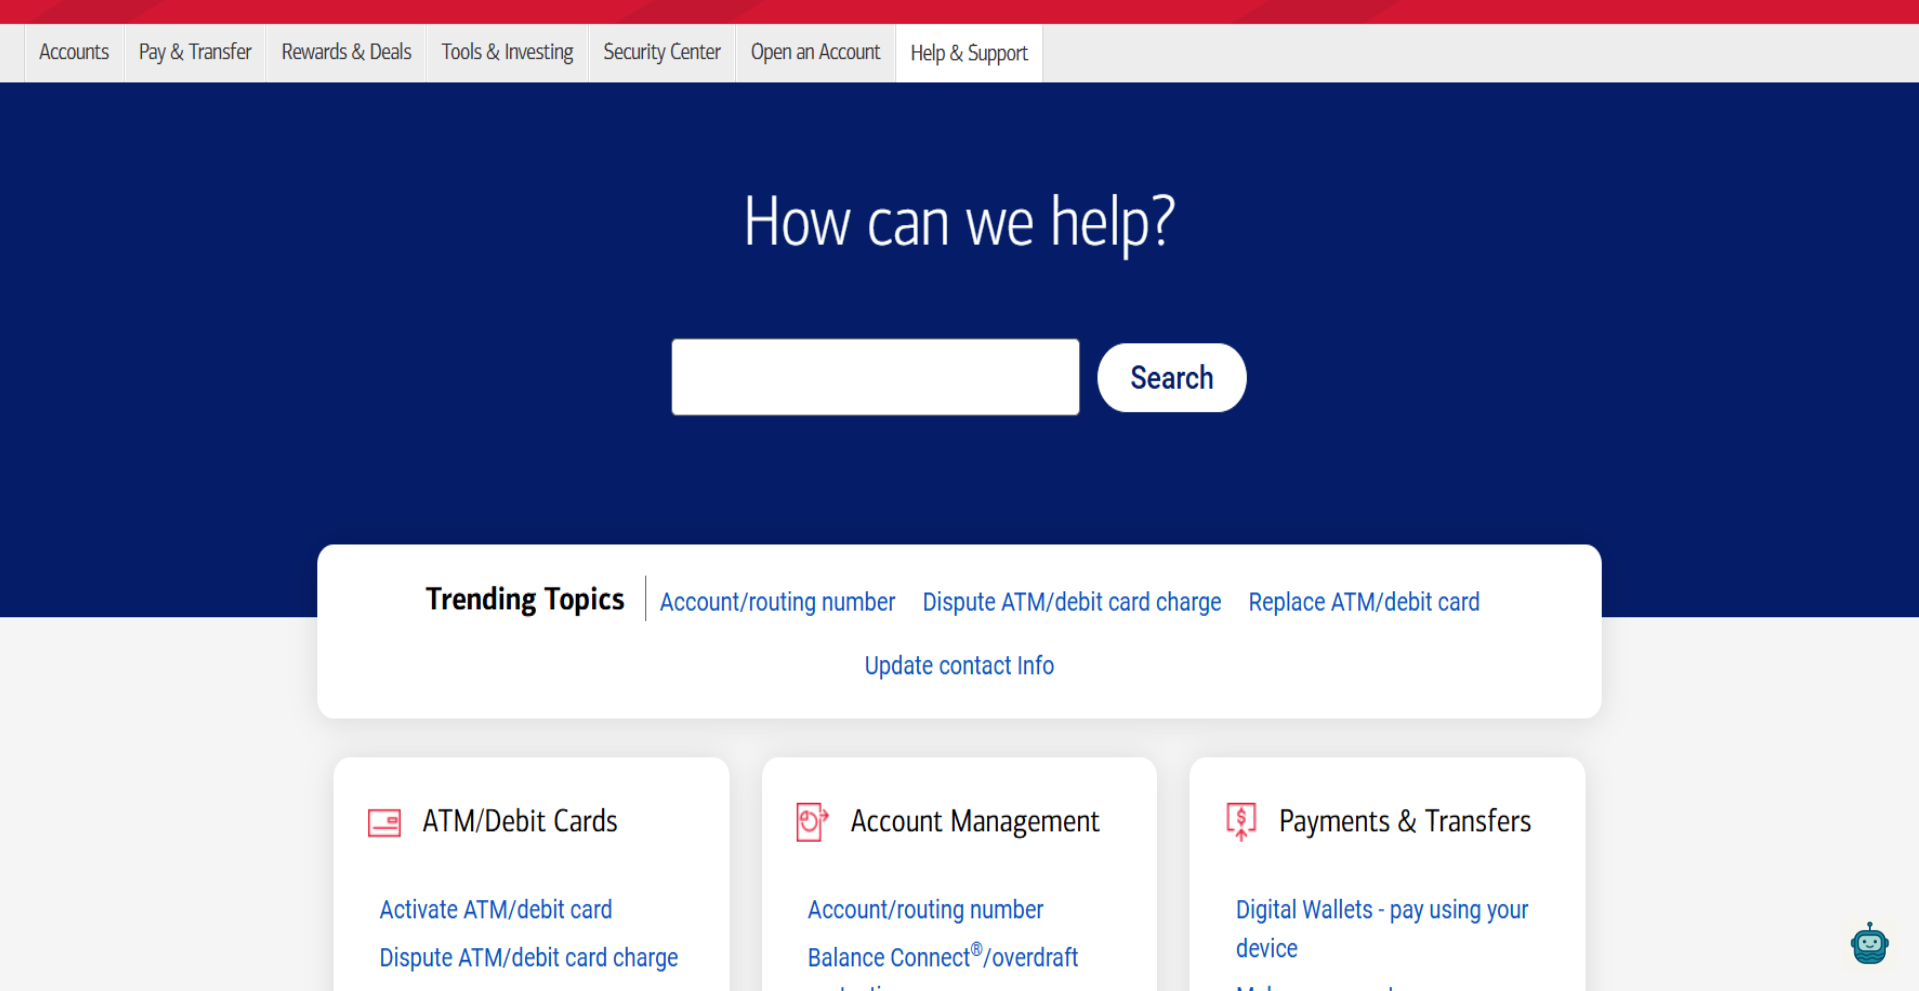 Accounts Pay & Transfer Rewards & Deals Tools & Investing Security Center Open an Account Help & Support
How can we help?
Search
Trending Topics Account/routing number Dispute ATM/debit card charge Replace ATM/debit card
Update contact Info
ATM/Debit Cards
Activate ATM/debit card
Dispute ATM/debit card charge
Account Management
Account/routing number
Balance Connect®/overdraft
Payments & Transfers
Digital Wallets - pay using your
device